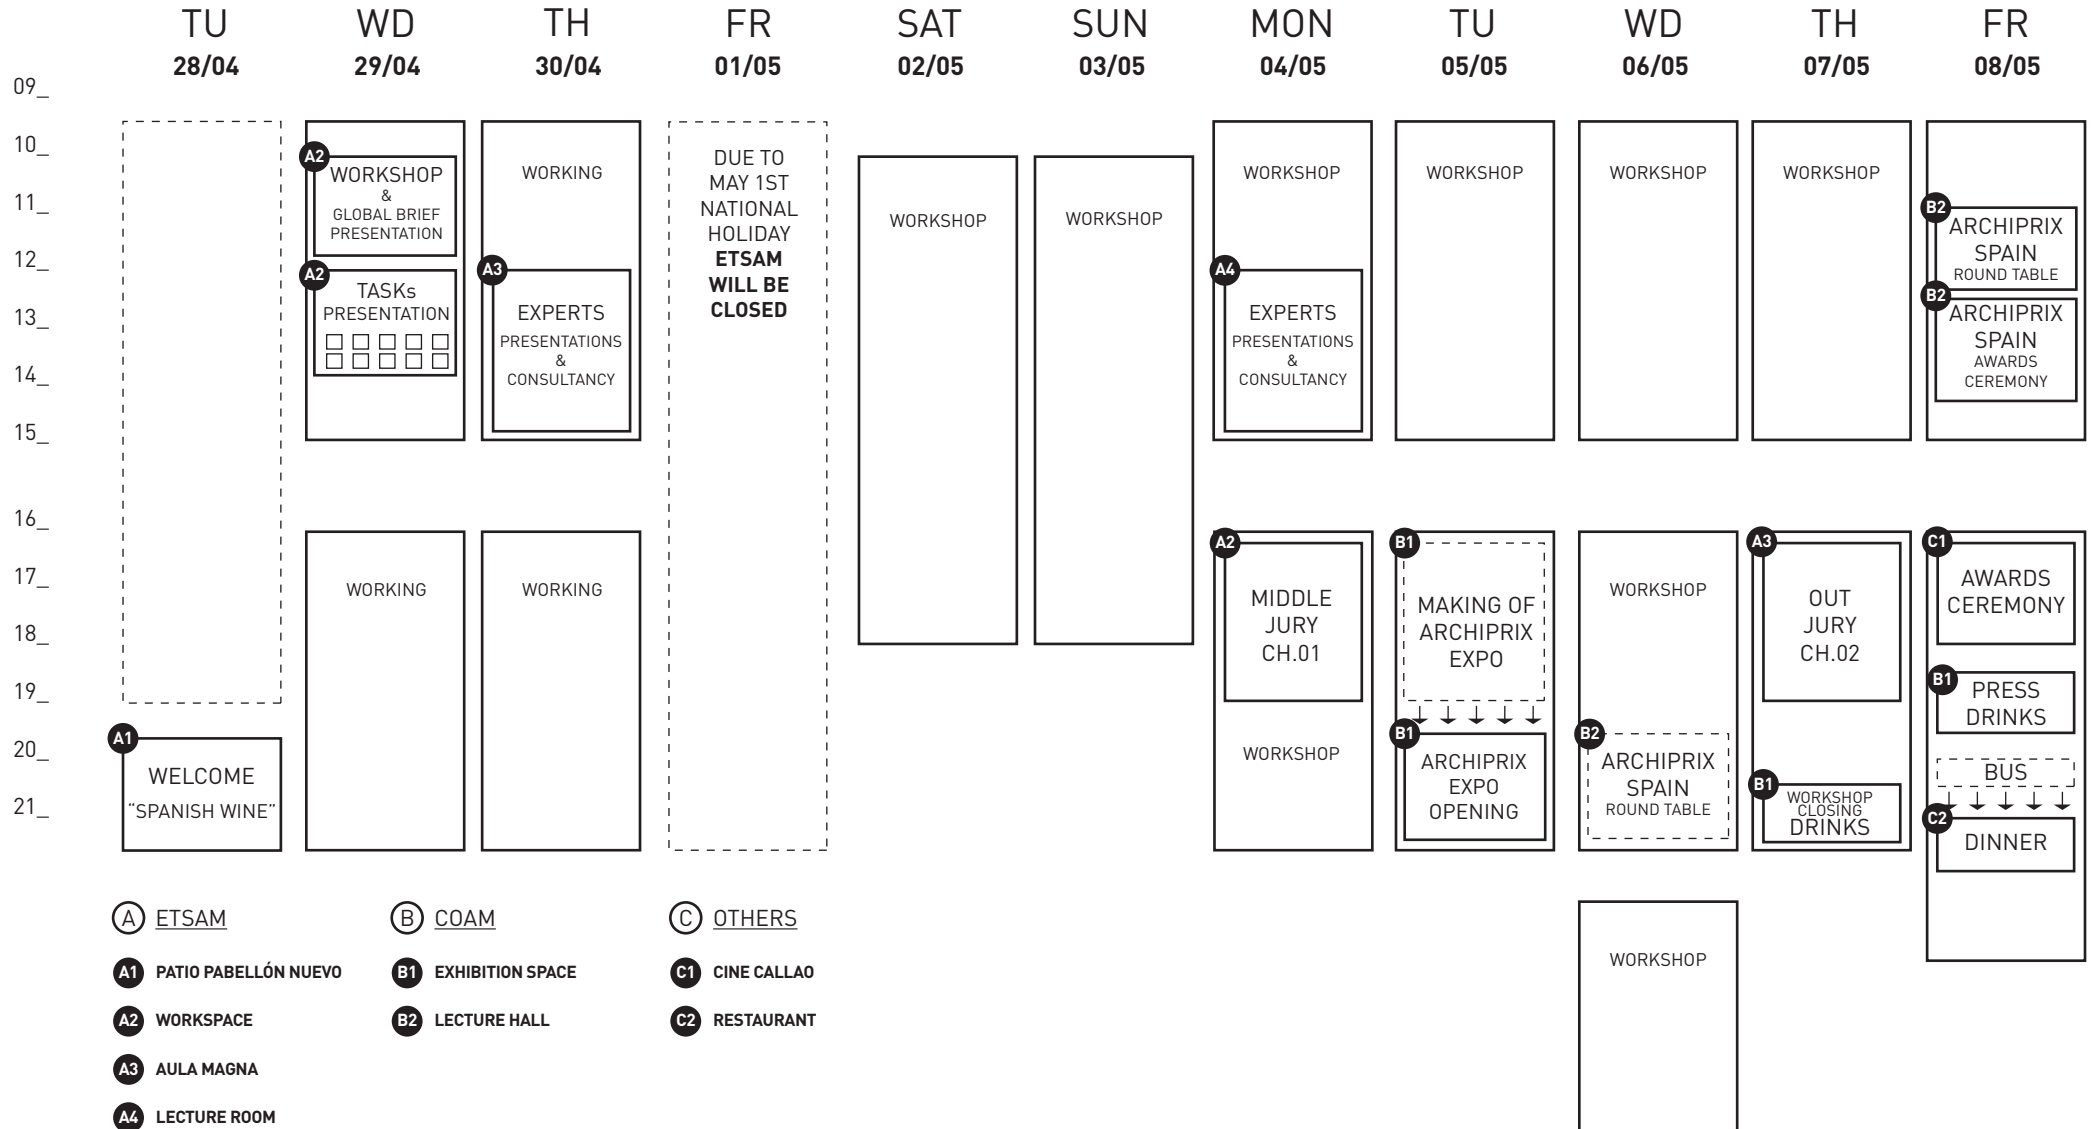 TU
28/04
WD
29/04
TH
30/04
FR
01/05
SAT
02/05
SUN
03/05
MON
04/05
TU
05/05
WD
06/05
TH
07/05
FR
08/05
09_
10_
11_
12_
13_
14_
15_
16_
17_
18_
19_
20_
21_
A1
WELCOME
“SPANISH WINE”
A2
WORKSHOP
&
GLOBAL BRIEF
PRESENTATION
A2
TASKs
PRESENTATION
WORKING
WORKING
A3
EXPERTS
PRESENTATIONS
&
CONSULTANCY
WORKING
DUE TO
MAY 1ST
NATIONAL
HOLIDAY
ETSAM
WILL BE
CLOSED
WORKSHOP
WORKSHOP
WORKSHOP
A4
EXPERTS
PRESENTATIONS
&
CONSULTANCY
A2
MIDDLE
JURY
CH.01
WORKSHOP
WORKSHOP
B1
MAKING OF
ARCHIPRIX
EXPO
B1
ARCHIPRIX
EXPO
OPENING
WORKSHOP
WORKSHOP
B2
ARCHIPRIX
SPAIN
ROUND TABLE
WORKSHOP
WORKSHOP
A3
OUT
JURY
CH.02
B1
WORKSHOP
CLOSING
DRINKS
B2
ARCHIPRIX
SPAIN
ROUND TABLE
B2
ARCHIPRIX
SPAIN
AWARDS
CEREMONY
C1
AWARDS
CEREMONY
B1
PRESS
DRINKS
BUS
C2
DINNER
A ETSAM
A1 PATIO PABELLÓN NUEVO
A2 WORKSPACE
A3 AULA MAGNA
A4 LECTURE ROOM
B COAM
B1 EXHIBITION SPACE
B2 LECTURE HALL
C OTHERS
C1 CINE CALLAO
C2 RESTAURANT